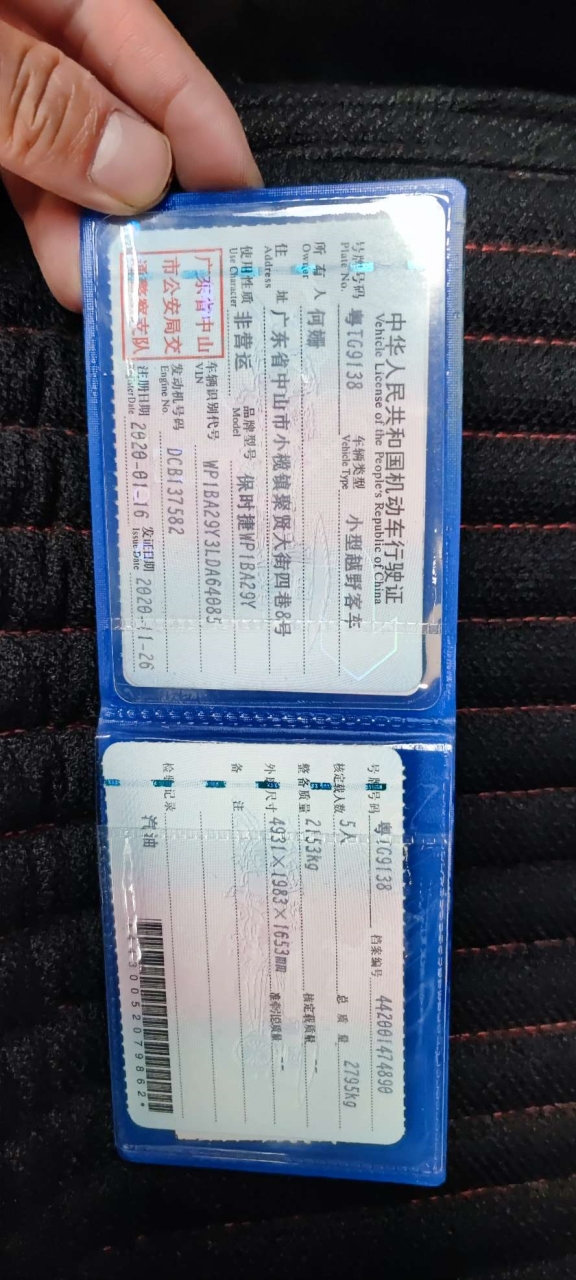 中华人民共和国机动车行驶证
Vehicle License of the People's Republic of China
号牌号码 粤TG9138 车辆类型 小型越野客车
Plate No. Vehicle Type
所有人 何姗
Owner
住 址 广东省中山市小榄镇聚贤大街四巷8号
Address
使用性质 非营运 品牌型号 保时捷WP1BA29Y
Use Character Model
广东省中山
市公安局交
通警察支队
车辆识别代号 WP1BA29Y3LDA64085
VIN
发动机号码 DCB137582
Engine No.
注册日期 2020-01-16 发证日期 2020-11-26
Register Date Issue Date
号牌号码 粤TG9138 档案编号 442001474890
核定载人数 5人 总质量 2795kg
整备质量 2153kg 核定载质量 --
外廓尺寸 4931×1983×1653mm 准牵引总质量 --
备 注
检验记录
汽油
30052079862*